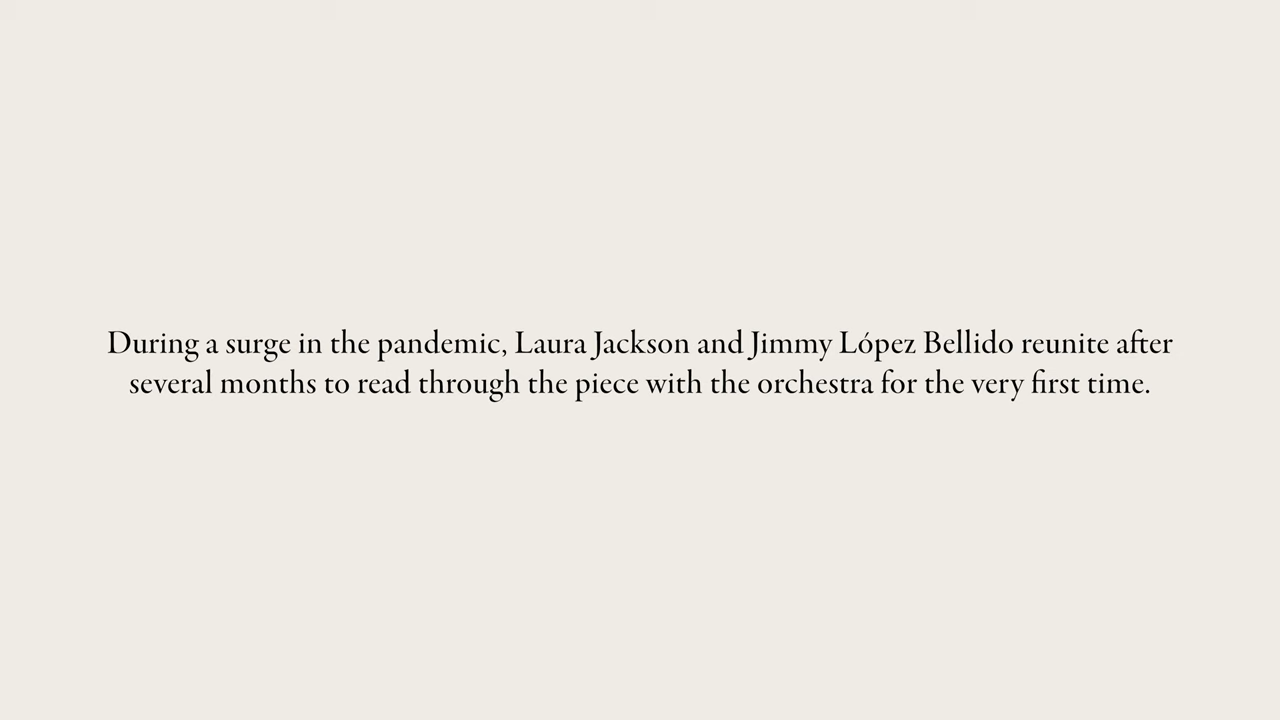 During a surge in the pandemic, Laura Jackson and Jimmy López Bellido reunite after
several months to read through the piece with the orchestra for the very first time.